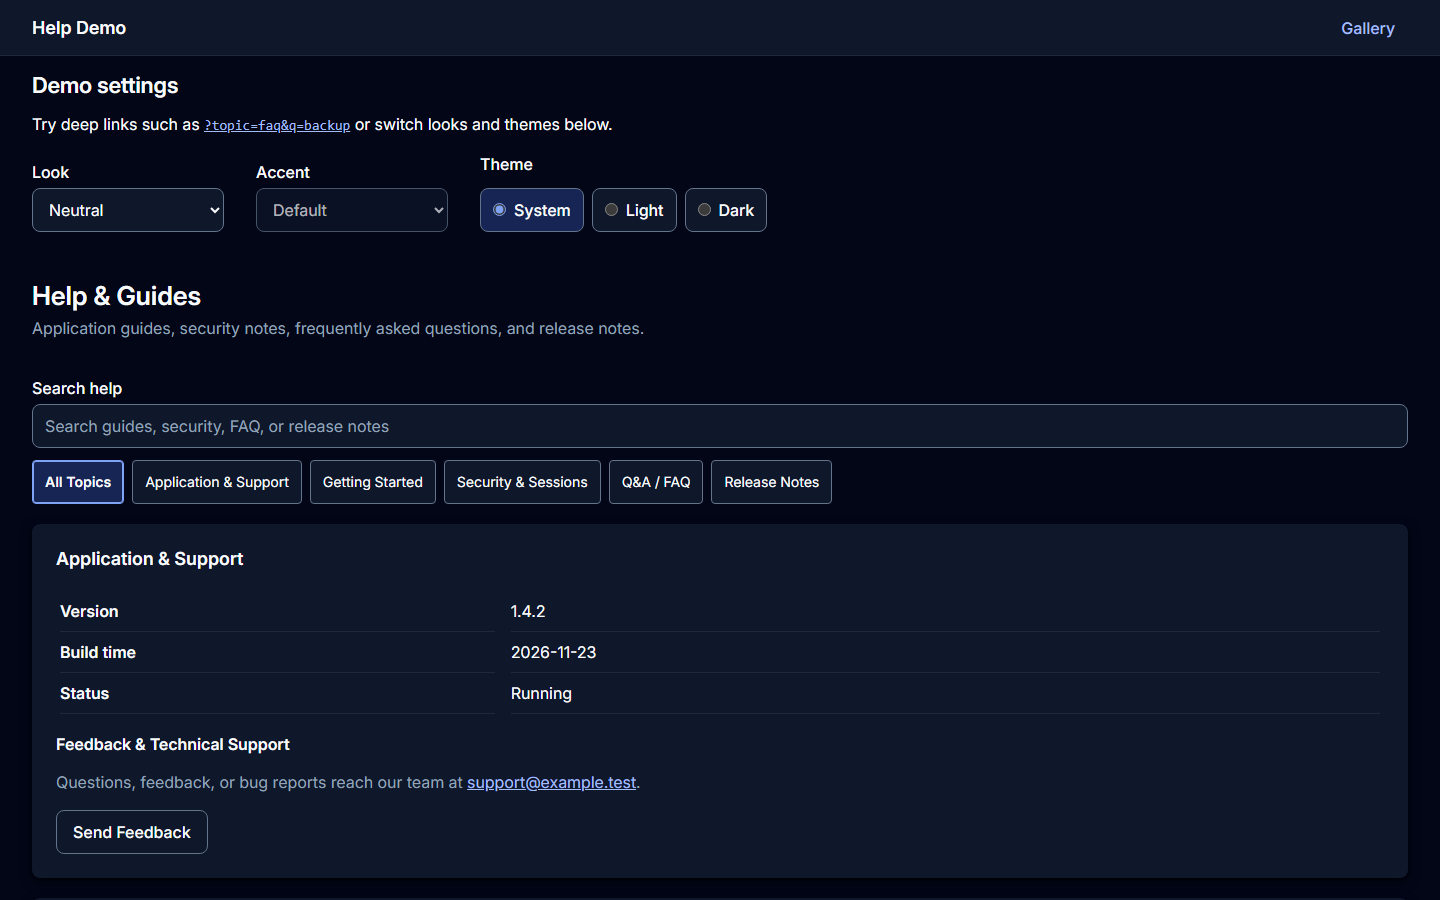 Help Demo
Gallery
Demo settings
Try deep links such as ?topic=faq&q=backup or switch looks and themes below.
Look
Accent
Theme
Neutral
Default
System
Light
Dark
Help & Guides
Application guides, security notes, frequently asked questions, and release notes.
Search help
Search guides, security, FAQ, or release notes
All Topics
Application & Support
Getting Started
Security & Sessions
Q&A / FAQ
Release Notes
Application & Support
Version 1.4.2
Build time 2026-11-23
Status Running
Feedback & Technical Support
Questions, feedback, or bug reports reach our team at support@example.test.
Send Feedback